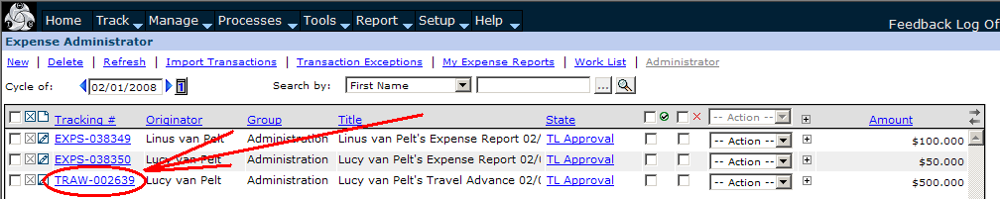 Home Track Manage Processes Tools Report Setup Help
Feedback Log Of
Expense Administrator
New | Delete | Refresh | Import Transactions | Transaction Exceptions | My Expense Reports | Work List | Administrator
Cycle of: 02/01/2008 Search by: First Name ...
Tracking # Originator Group Title State -- Action -- Amount
EXPS-038349 Linus van Pelt Administration Linus van Pelt's Expense Report 02/ TL Approval -- Action -- $100.000
EXPS-038350 Lucy van Pelt Administration Lucy van Pelt's Expense Report 02/ TL Approval -- Action -- $50.000
TRAW-002639 Lucy van Pelt Administration Lucy van Pelt's Travel Advance 02/ TL Approval -- Action -- $500.000